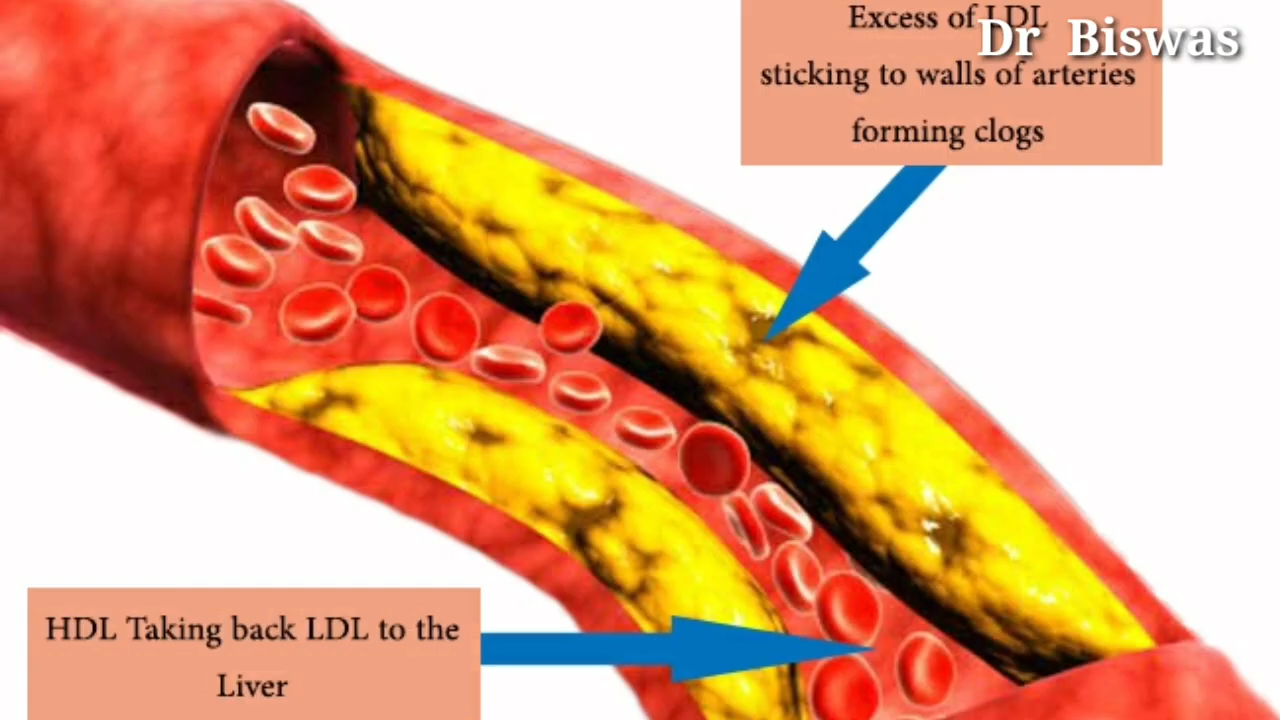 Excess of LDL
Dr Biswas
sticking to walls of arteries
forming clogs
HDL Taking back LDL to the
Liver